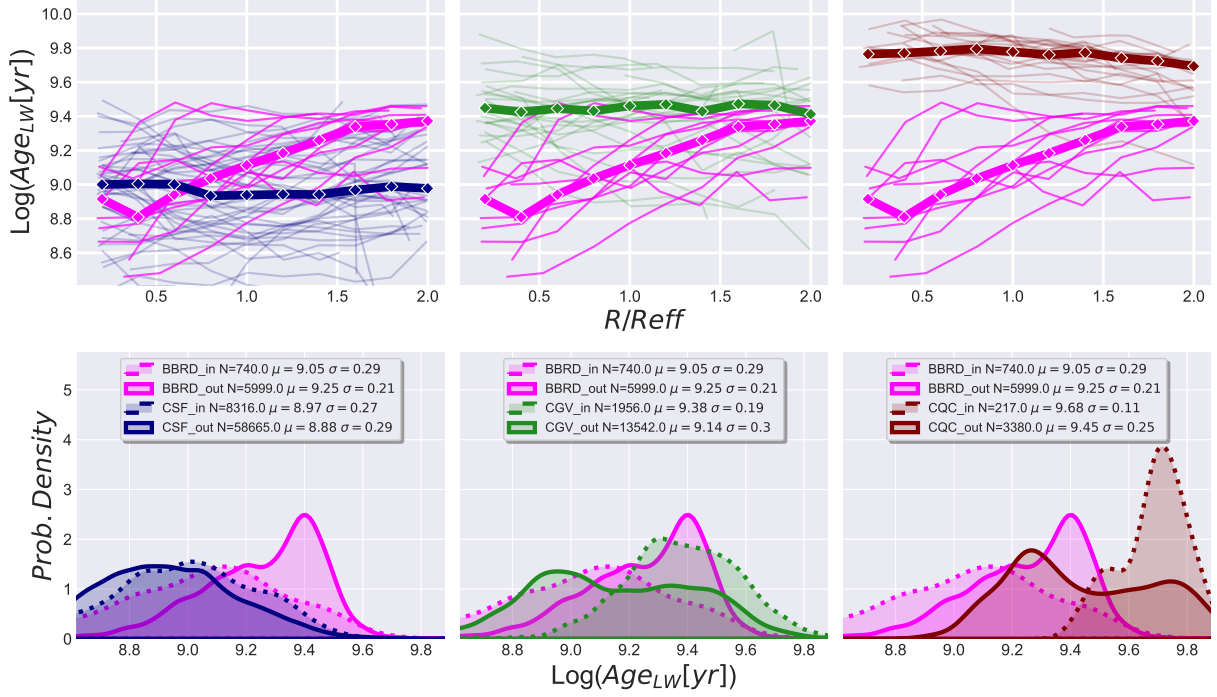 10.0
9.8
9.6
9.4
9.2
9.0
8.8
8.6
Log(Age_{LW}[yr])
0.5 1.0 1.5 2.0
0.5 1.0 1.5 2.0
0.5 1.0 1.5 2.0
R/Reff
BBRD_in N=740.0 μ = 9.05 σ = 0.29
BBRD_out N=5999.0 μ = 9.25 σ = 0.21
CSF_in N=8316.0 μ = 8.97 σ = 0.27
CSF_out N=58665.0 μ = 8.88 σ = 0.29
BBRD_in N=740.0 μ = 9.05 σ = 0.29
BBRD_out N=5999.0 μ = 9.25 σ = 0.21
CGV_in N=1956.0 μ = 9.38 σ = 0.19
CGV_out N=13542.0 μ = 9.14 σ = 0.3
BBRD_in N=740.0 μ = 9.05 σ = 0.29
BBRD_out N=5999.0 μ = 9.25 σ = 0.21
CQC_in N=217.0 μ = 9.68 σ = 0.11
CQC_out N=3380.0 μ = 9.45 σ = 0.25
5
4
3
2
1
0
Prob. Density
8.8 9.0 9.2 9.4 9.6 9.8
8.8 9.0 9.2 9.4 9.6 9.8
8.8 9.0 9.2 9.4 9.6 9.8
Log(Age_{LW}[yr])